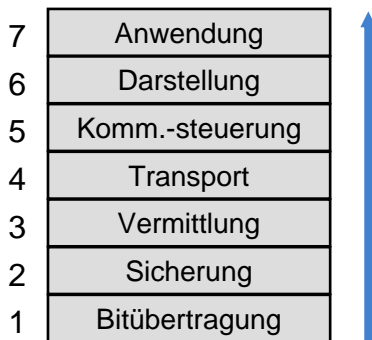 7 Anwendung
6 Darstellung
5 Komm.-steuerung
4 Transport
3 Vermittlung
2 Sicherung
1 Bitübertragung